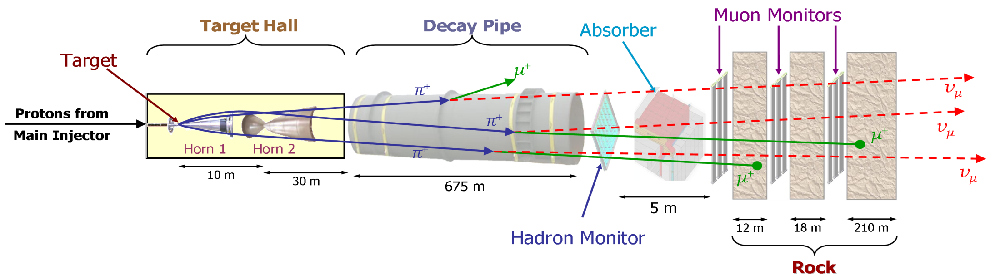 Muon Monitors
Target Hall
Decay Pipe
Absorber
Target
μ⁺
π⁺
υμ
Protons from
Main Injector
π⁺
υμ
μ⁺
Horn 1
Horn 2
π⁺
μ⁺
υμ
10 m
30 m
675 m
5 m
12 m
18 m
210 m
Hadron Monitor
Rock